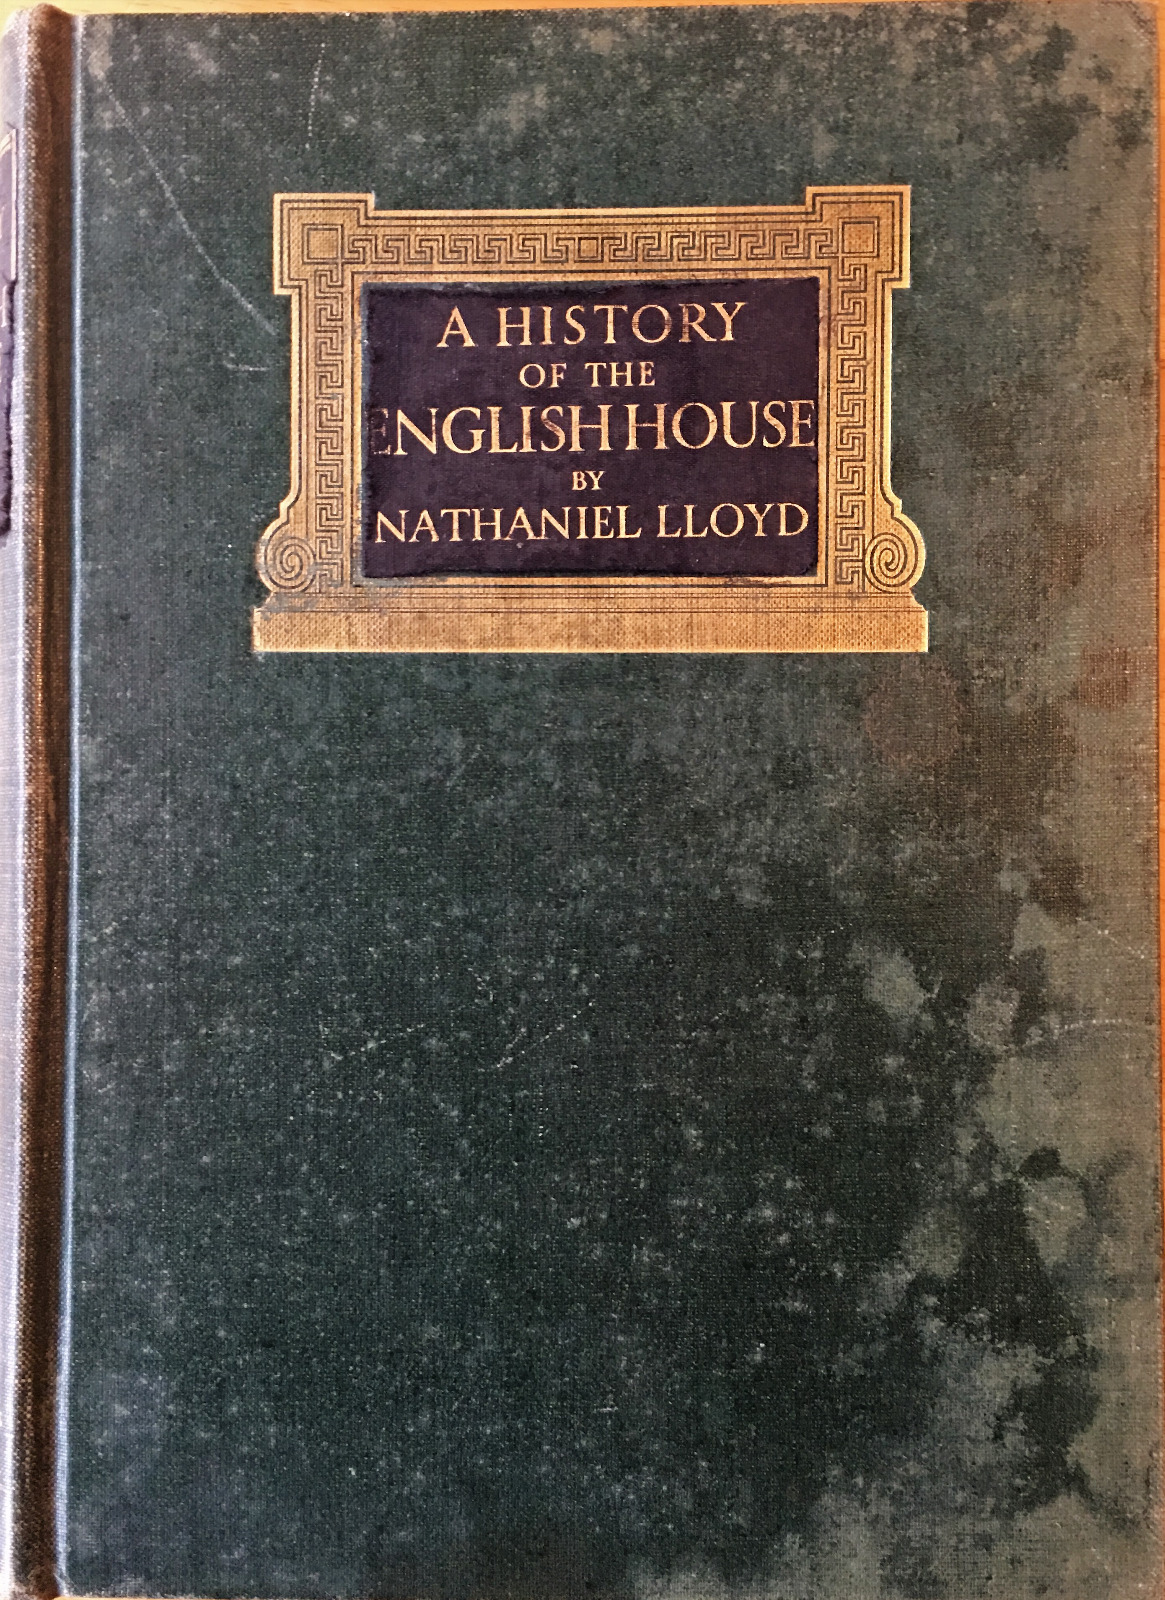 A HISTORY
OF THE
ENGLISH HOUSE
BY
NATHANIEL LLOYD